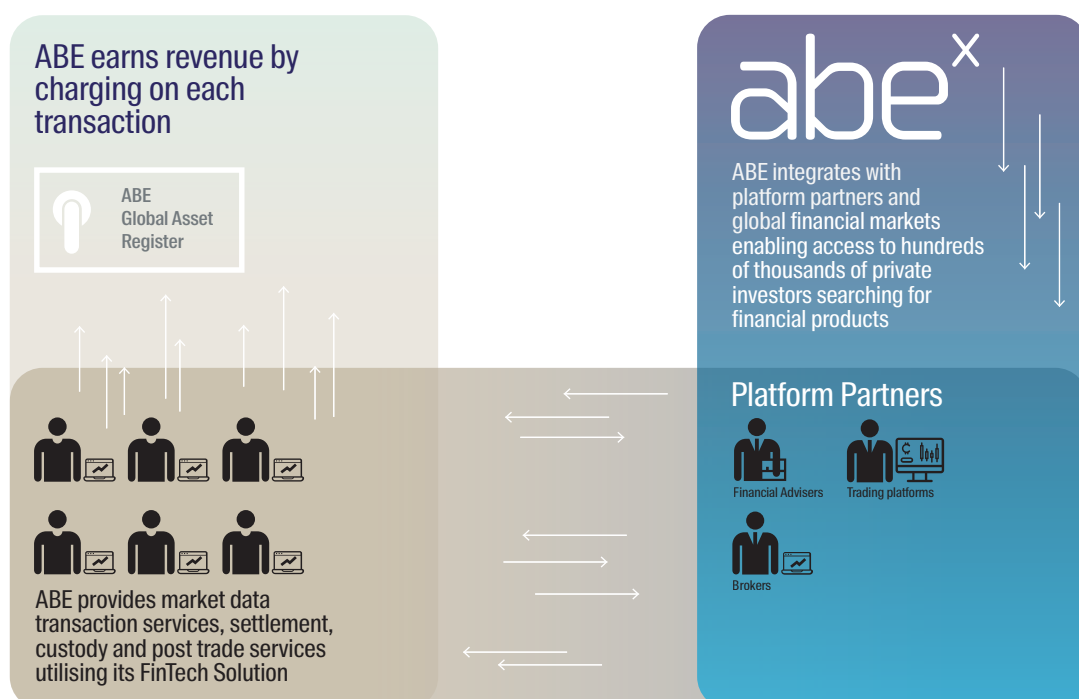 ABE earns revenue by
charging on each
transaction
ABE
Global Asset
Register
ABE provides market data
transaction services, settlement,
custody and post trade services
utilising its FinTech Solution
abe
x
ABE integrates with
platform partners and
global financial markets
enabling access to hundreds
of thousands of private
investors searching for
financial products
Platform Partners
Financial Advisers
Trading platforms
Brokers